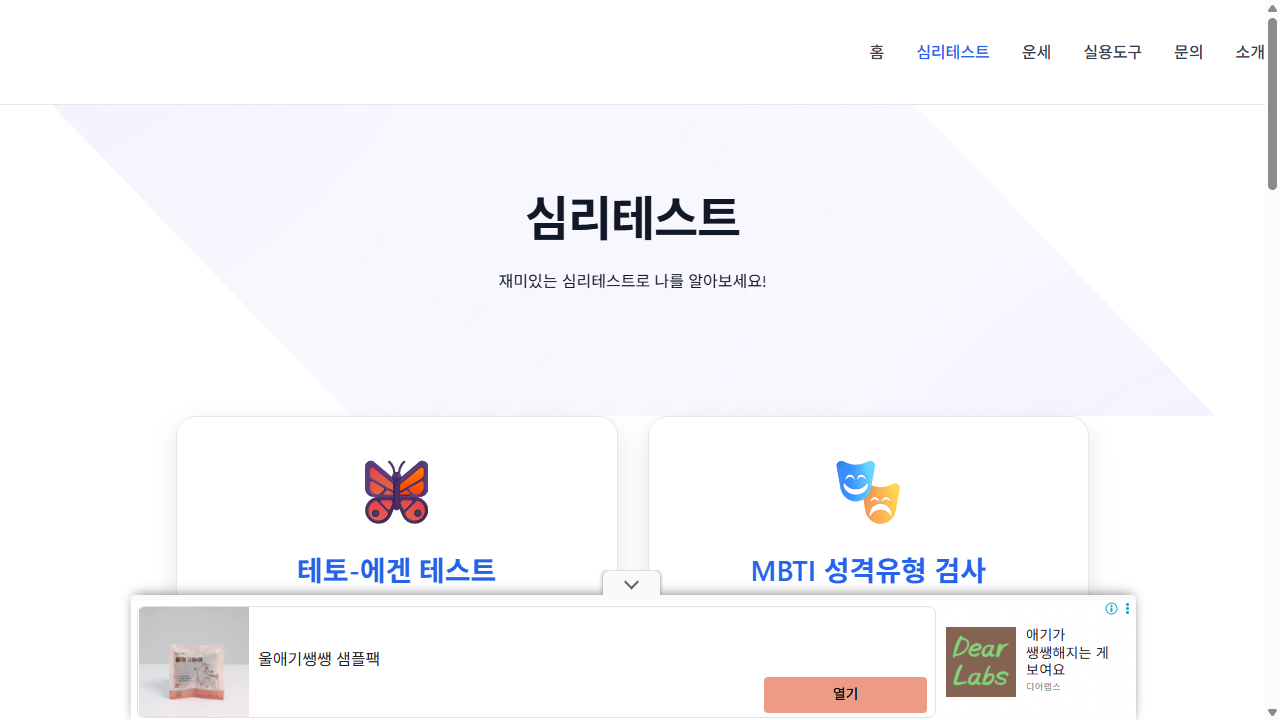 홈 심리테스트 운세 실용도구 문의 소개
심리테스트
재미있는 심리테스트로 나를 알아보세요!
테토-에겐 테스트
MBTI 성격유형 검사
울애기쌩쌩 샘플팩
열기
Dear
Labs
애기가
쌩쌩해지는 게
보여요
디어랩스